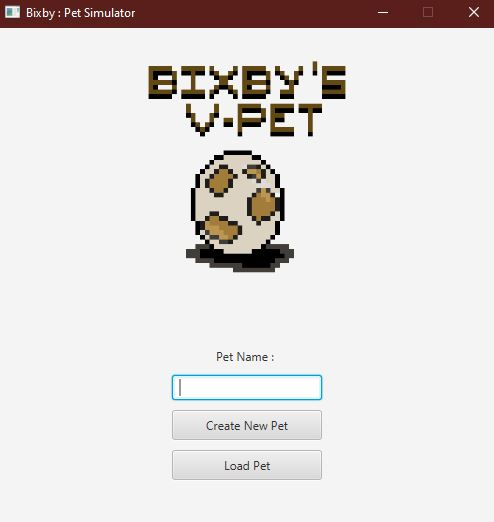 Bixby : Pet Simulator
BIXBY'S
V-PET
Pet Name :
Create New Pet
Load Pet